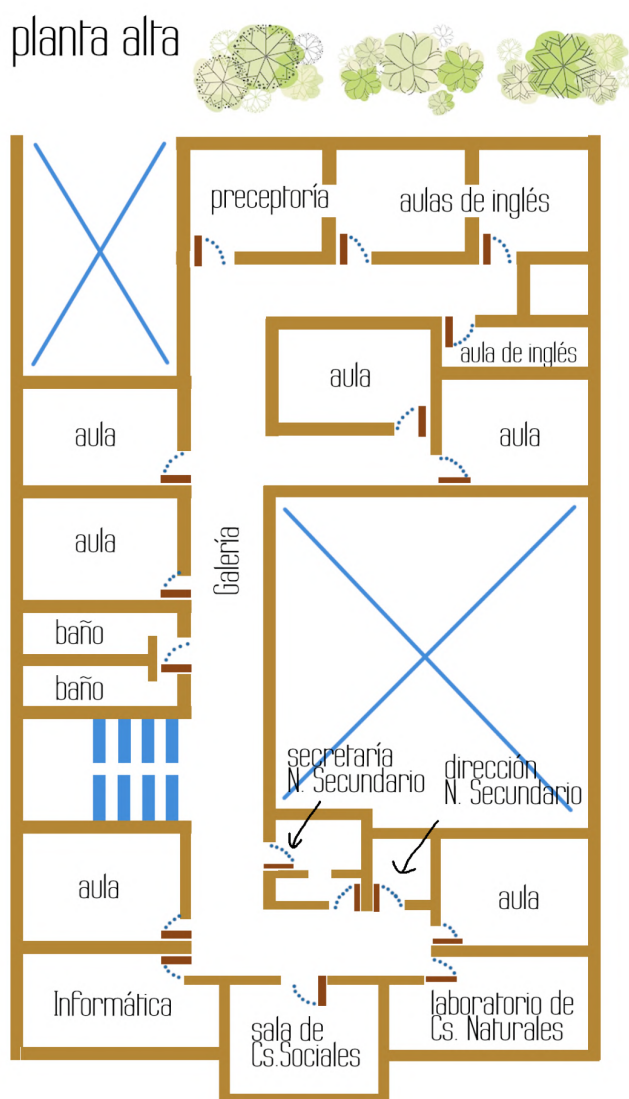 planta alta
preceptoría
aulas de inglés
aula de inglés
aula
aula
aula
aula
Galería
baño
baño
secretaría
N. Secundario
dirección
N. Secundario
aula
aula
Informática
sala de
Cs.Sociales
laboratorio de
Cs. Naturales